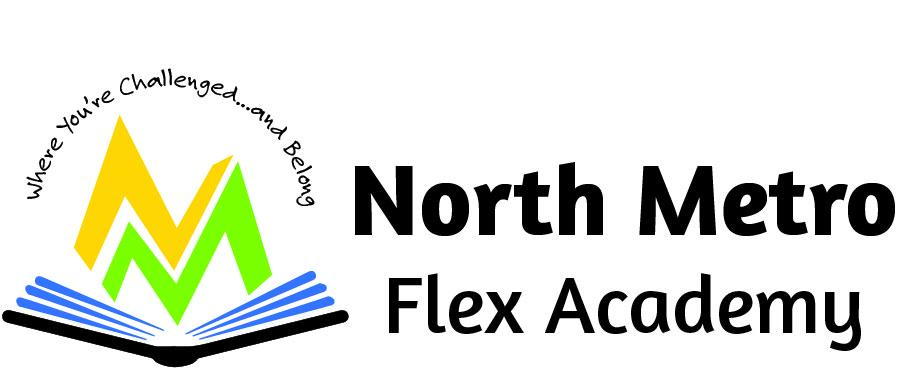 Where You're Challenged...and Belong
North Metro
Flex Academy